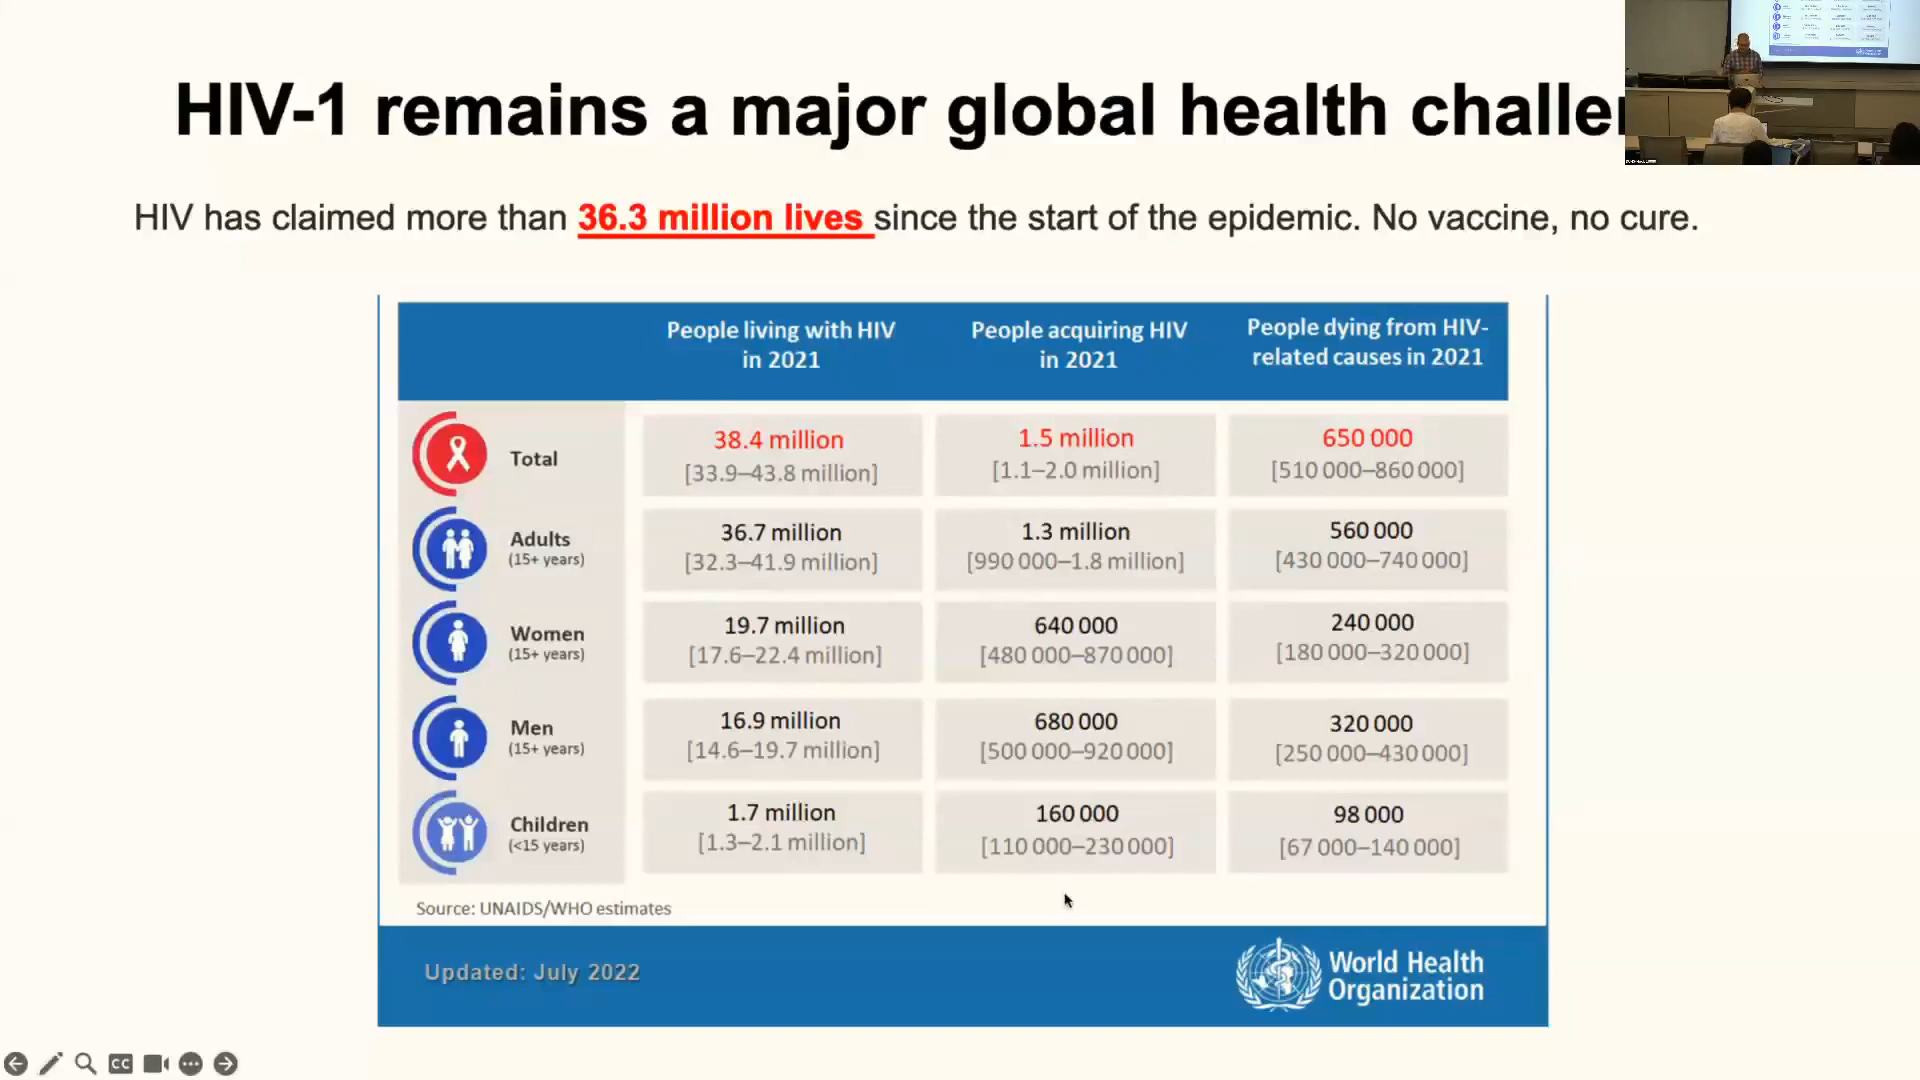 HIV-1 remains a major global health challe
HIV has claimed more than 36.3 million lives since the start of the epidemic. No vaccine, no cure.
People living with HIV in 2021
People acquiring HIV in 2021
People dying from HIV-related causes in 2021
Total
38.4 million
[33.9–43.8 million]
1.5 million
[1.1–2.0 million]
650 000
[510 000–860 000]
Adults
(15+ years)
36.7 million
[32.3–41.9 million]
1.3 million
[990 000–1.8 million]
560 000
[430 000–740 000]
Women
(15+ years)
19.7 million
[17.6–22.4 million]
640 000
[480 000–870 000]
240 000
[180 000–320 000]
Men
(15+ years)
16.9 million
[14.6–19.7 million]
680 000
[500 000–920 000]
320 000
[250 000–430 000]
Children
(<15 years)
1.7 million
[1.3–2.1 million]
160 000
[110 000–230 000]
98 000
[67 000–140 000]
Source: UNAIDS/WHO estimates
Updated: July 2022
World Health
Organization
CC